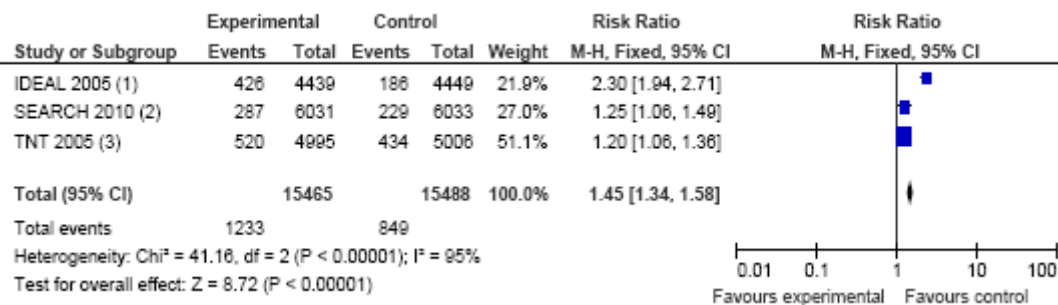 Experimental Control Risk Ratio Risk Ratio
Study or Subgroup Events Total Events Total Weight M-H, Fixed, 95% CI M-H, Fixed, 95% CI
IDEAL 2005 (1) 426 4439 186 4449 21.9% 2.30 [1.94, 2.71]
SEARCH 2010 (2) 287 6031 229 6033 27.0% 1.25 [1.06, 1.49]
TNT 2005 (3) 520 4995 434 5006 51.1% 1.20 [1.06, 1.36]
Total (95% CI) 15465 15488 100.0% 1.45 [1.34, 1.58]
Total events 1233 849
Heterogeneity: Chi² = 41.16, df = 2 (P < 0.00001); I² = 95%
Test for overall effect: Z = 8.72 (P < 0.00001)
0.01 0.1 1 10 100
Favours experimental Favours control